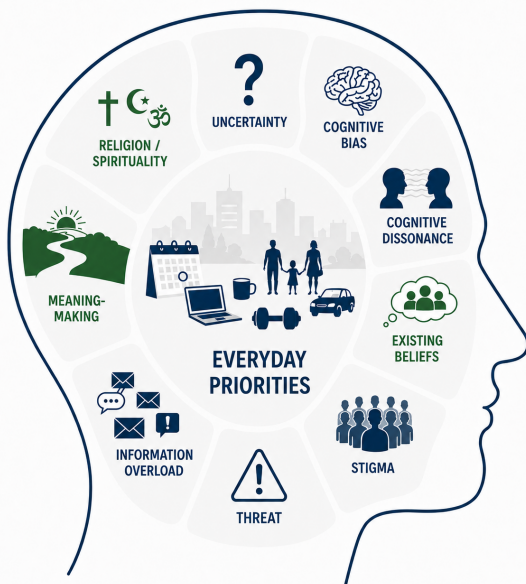 ?
UNCERTAINTY
COGNITIVE
BIAS
RELIGION /
SPIRITUALITY
ॐ
COGNITIVE
DISSONANCE
MEANING-
MAKING
EXISTING
BELIEFS
EVERYDAY
PRIORITIES
INFORMATION
OVERLOAD
!
STIGMA
!
THREAT